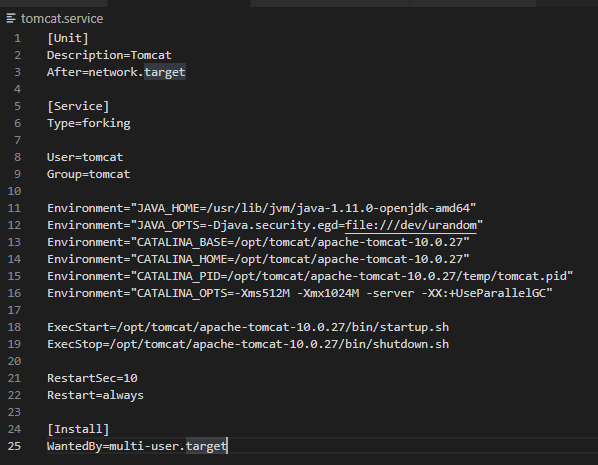 tomcat.service
1 [Unit]
2 Description=Tomcat
3 After=network.target
4
5 [Service]
6 Type=forking
7
8 User=tomcat
9 Group=tomcat
10
11 Environment="JAVA_HOME=/usr/lib/jvm/java-1.11.0-openjdk-amd64"
12 Environment="JAVA_OPTS=-Djava.security.egd=file:///dev/urandom"
13 Environment="CATALINA_BASE=/opt/tomcat/apache-tomcat-10.0.27"
14 Environment="CATALINA_HOME=/opt/tomcat/apache-tomcat-10.0.27"
15 Environment="CATALINA_PID=/opt/tomcat/apache-tomcat-10.0.27/temp/tomcat.pid"
16 Environment="CATALINA_OPTS=-Xms512M -Xmx1024M -server -XX:+UseParallelGC"
17
18 ExecStart=/opt/tomcat/apache-tomcat-10.0.27/bin/startup.sh
19 ExecStop=/opt/tomcat/apache-tomcat-10.0.27/bin/shutdown.sh
20
21 RestartSec=10
22 Restart=always
23
24 [Install]
25 WantedBy=multi-user.target